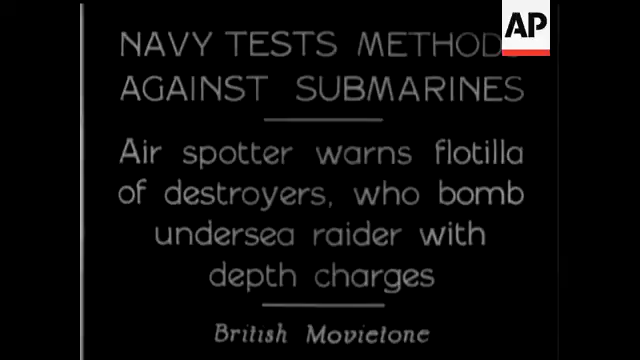 AP
NAVY TESTS METHODS
AGAINST SUBMARINES
Air spotter warns flotilla
of destroyers, who bomb
undersea raider with
depth charges
British Movietone